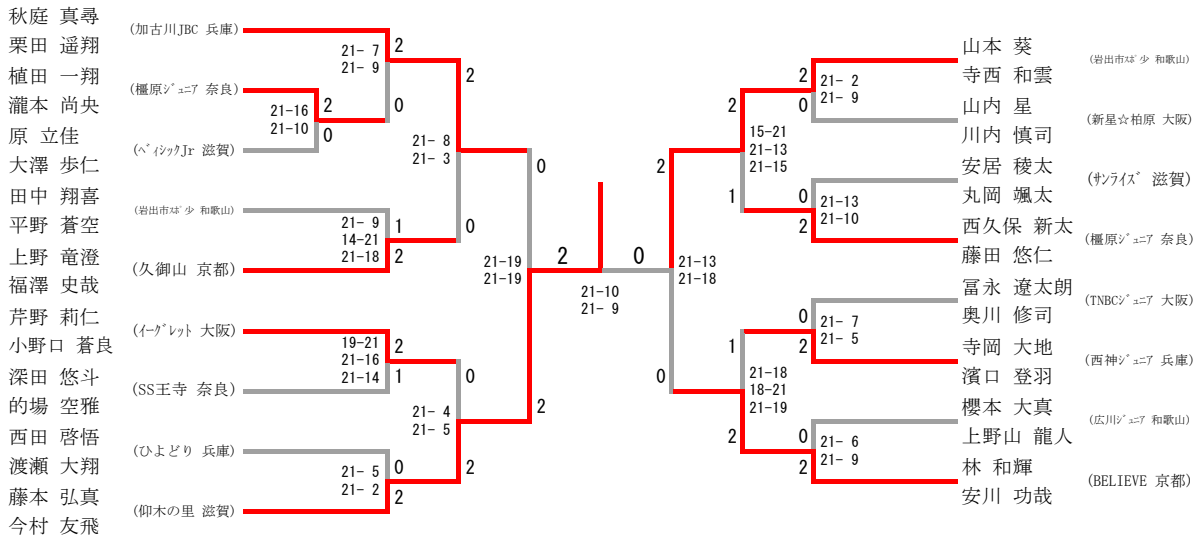 秋庭 真尋
栗田 遥翔
(加古川JBC 兵庫)
植田 一翔
瀧本 尚央
(橿原ｼﾞｭﾆｱ 奈良)
原 立佳
大澤 歩仁
(ﾍﾞｨｼｯｸJr 滋賀)
田中 翔喜
平野 蒼空
(岩出市ｽﾎﾟ少 和歌山)
上野 竜澄
福澤 史哉
(久御山 京都)
芹野 莉仁
小野口 蒼良
(ｲｰｸﾞﾚｯﾄ 大阪)
深田 悠斗
的場 空雅
(SS王寺 奈良)
西田 啓悟
渡瀬 大翔
(ひよどり 兵庫)
藤本 弘真
今村 友飛
(仰木の里 滋賀)
21-16
21-10
2
0
21- 7
21- 9
2
0
21- 9
14-21
21-18
1
2
19-21
21-16
21-14
2
1
21- 5
21- 2
0
2
21- 8
21- 3
2
0
21- 4
21- 5
0
2
21-19
21-19
0
2
2
0
21-10
21- 9
21-13
21-18
2
0
15-21
21-13
21-15
2
1
21-18
18-21
21-19
1
2
21- 2
21- 9
2
0
21-13
21-10
0
2
21- 7
21- 5
0
2
21- 6
21- 9
0
2
山本 葵
寺西 和雲
(岩出市ｽﾎﾟ少 和歌山)
山内 星
川内 慎司
(新星☆柏原 大阪)
安居 稜太
丸岡 颯太
(ｻﾝﾗｲｽﾞ 滋賀)
西久保 新太
藤田 悠仁
(橿原ｼﾞｭﾆｱ 奈良)
冨永 遼太朗
奥川 修司
(TNBCｼﾞｭﾆｱ 大阪)
寺岡 大地
濱口 登羽
(西神ｼﾞｭﾆｱ 兵庫)
櫻本 大真
上野山 龍人
(広川ｼﾞｭﾆｱ 和歌山)
林 和輝
安川 功哉
(BELIEVE 京都)